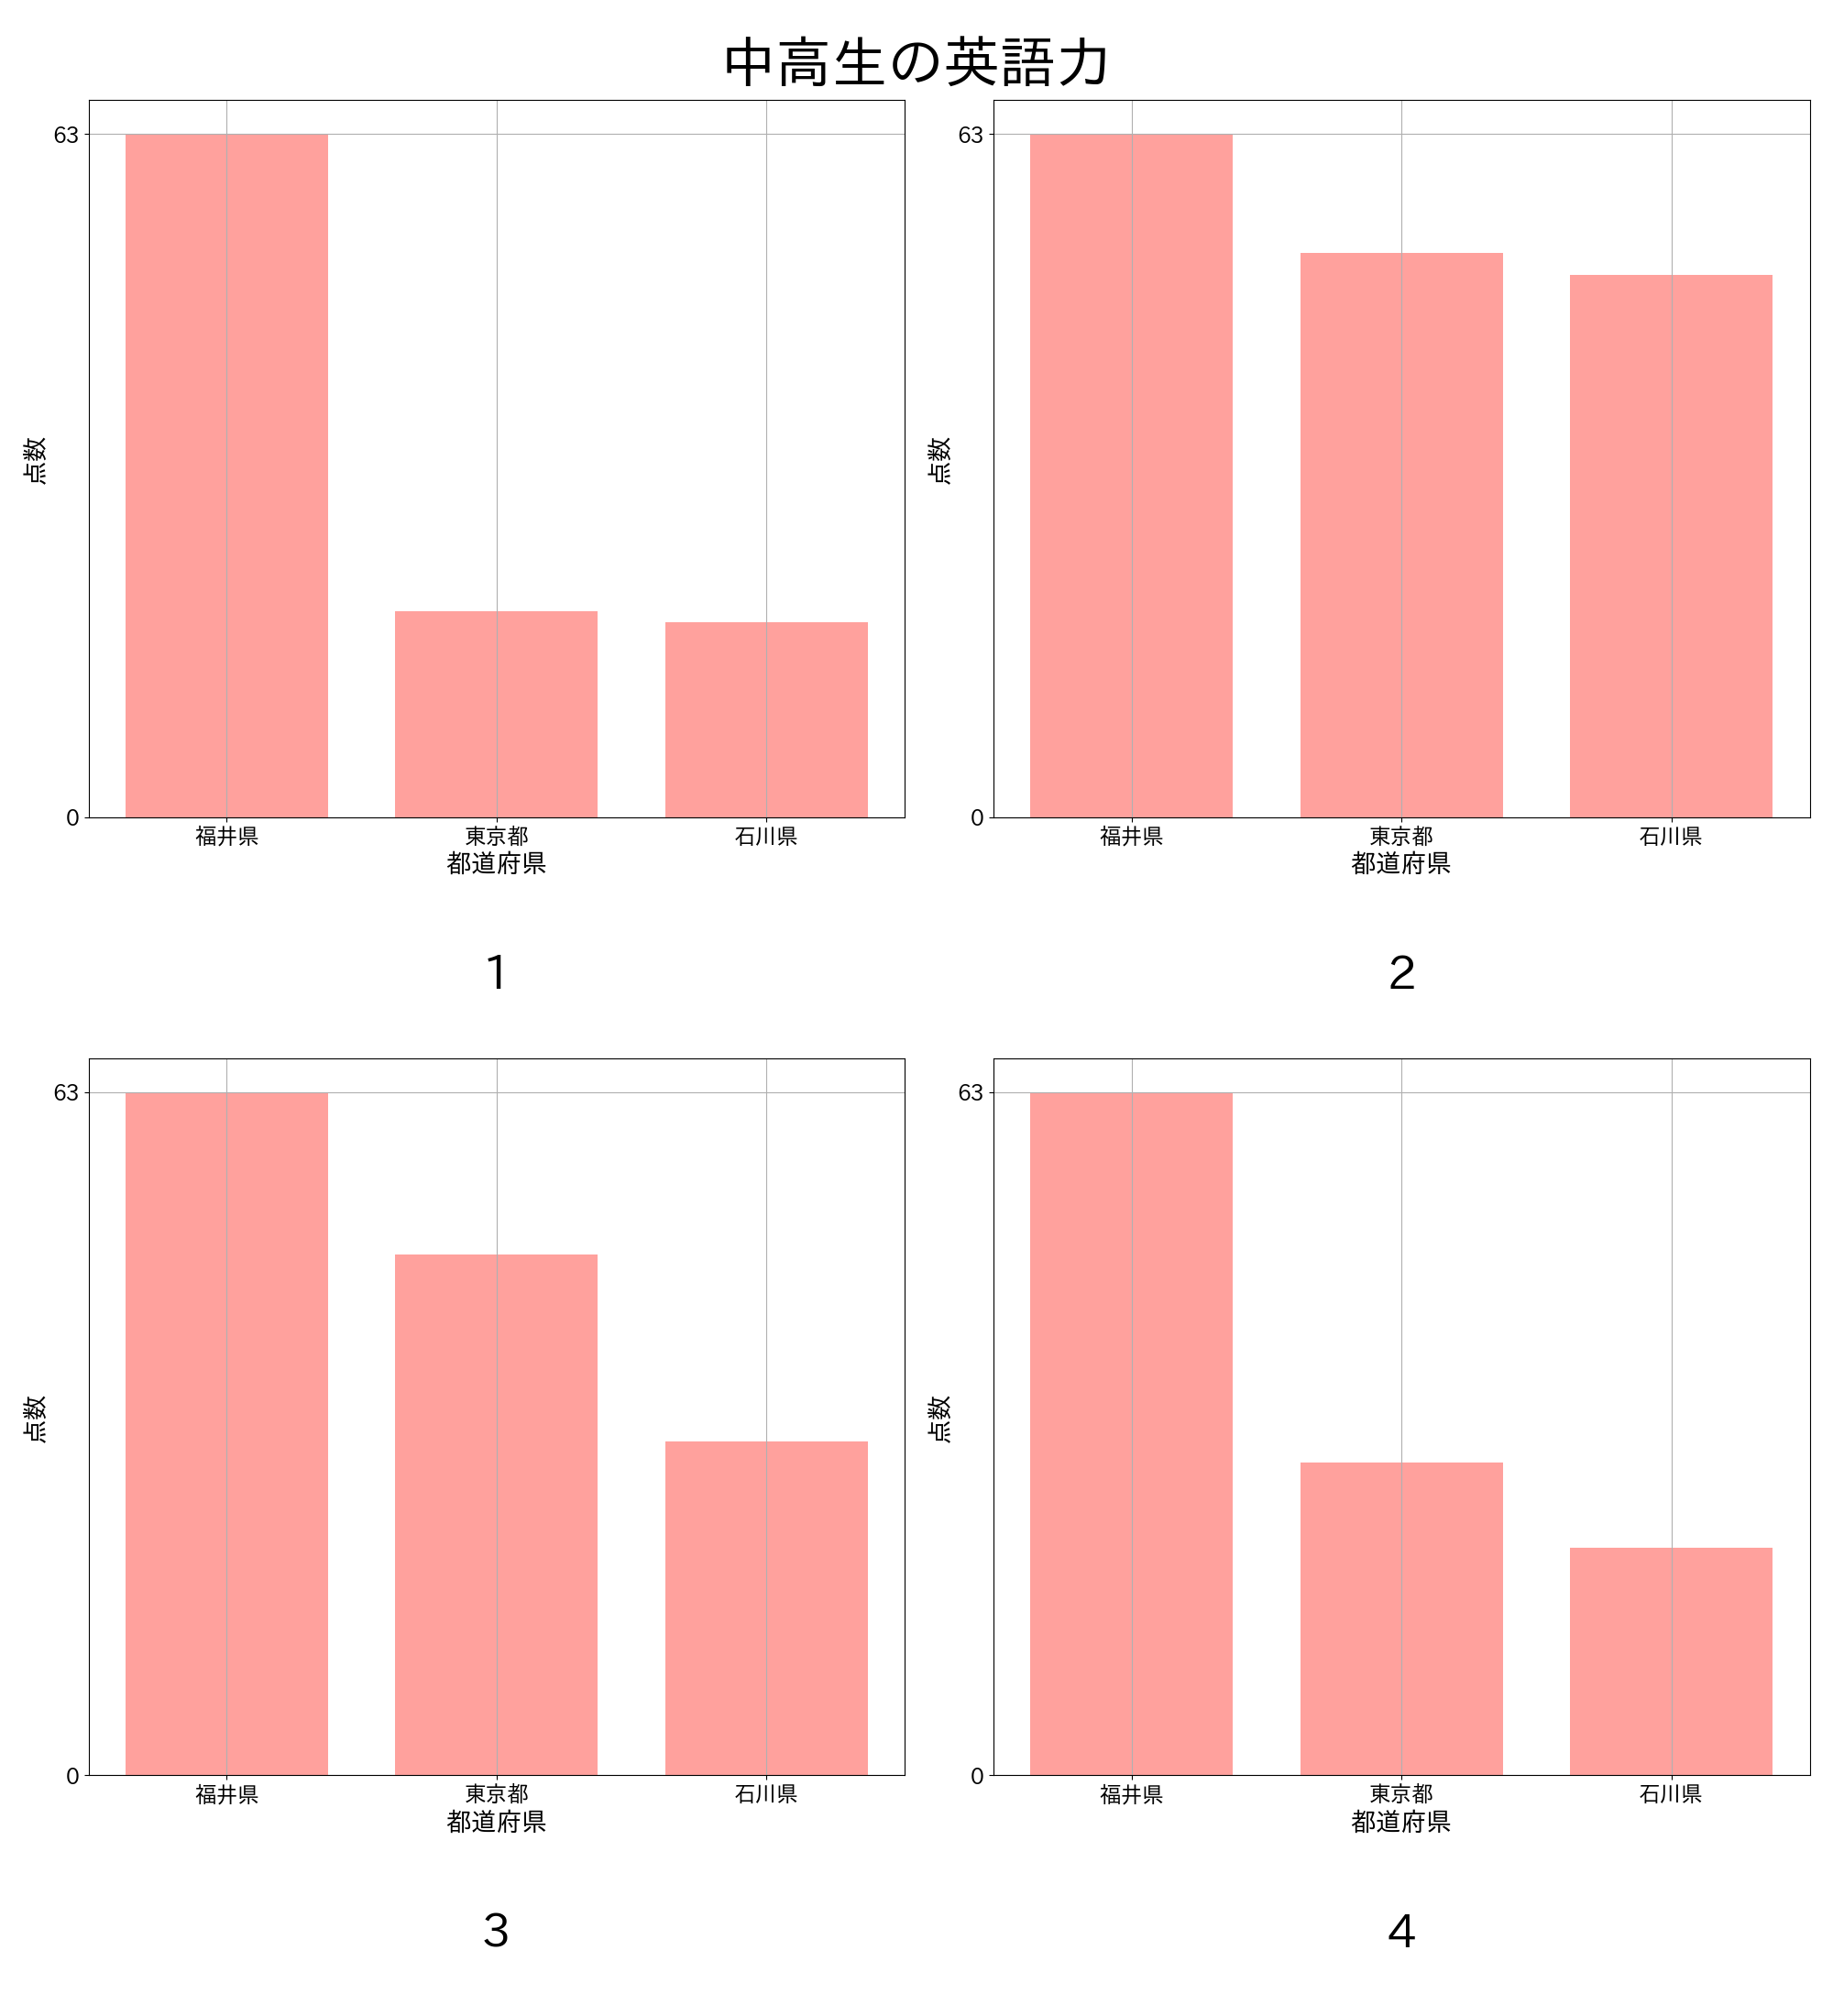 中高生の英語力
63
点数
0
福井県 東京都 石川県
都道府県
1
63
点数
0
福井県 東京都 石川県
都道府県
2
63
点数
0
福井県 東京都 石川県
都道府県
3
63
点数
0
福井県 東京都 石川県
都道府県
4